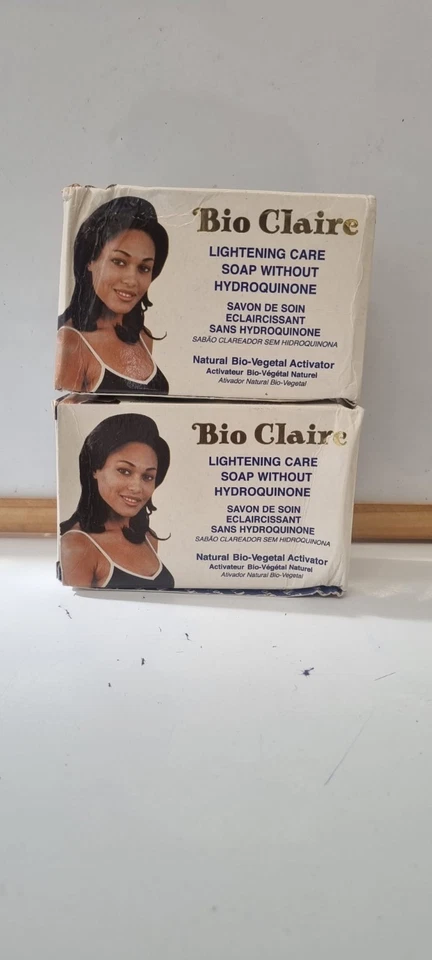 Bio Claire
LIGHTENING CARE
SOAP WITHOUT
HYDROQUINONE
SAVON DE SOIN
ECLAIRCISSANT
SANS HYDROQUINONE
SABÃO CLAREADOR SEM HIDROQUINONA
Natural Bio-Vegetal Activator
Activateur Bio-Végétal Naturel
Ativador Natural Bio-Vegetal
Bio Claire
LIGHTENING CARE
SOAP WITHOUT
HYDROQUINONE
SAVON DE SOIN
ECLAIRCISSANT
SANS HYDROQUINONE
SABÃO CLAREADOR SEM HIDROQUINONA
Natural Bio-Vegetal Activator
Activateur Bio-Végétal Naturel
Ativador Natural Bio-Vegetal